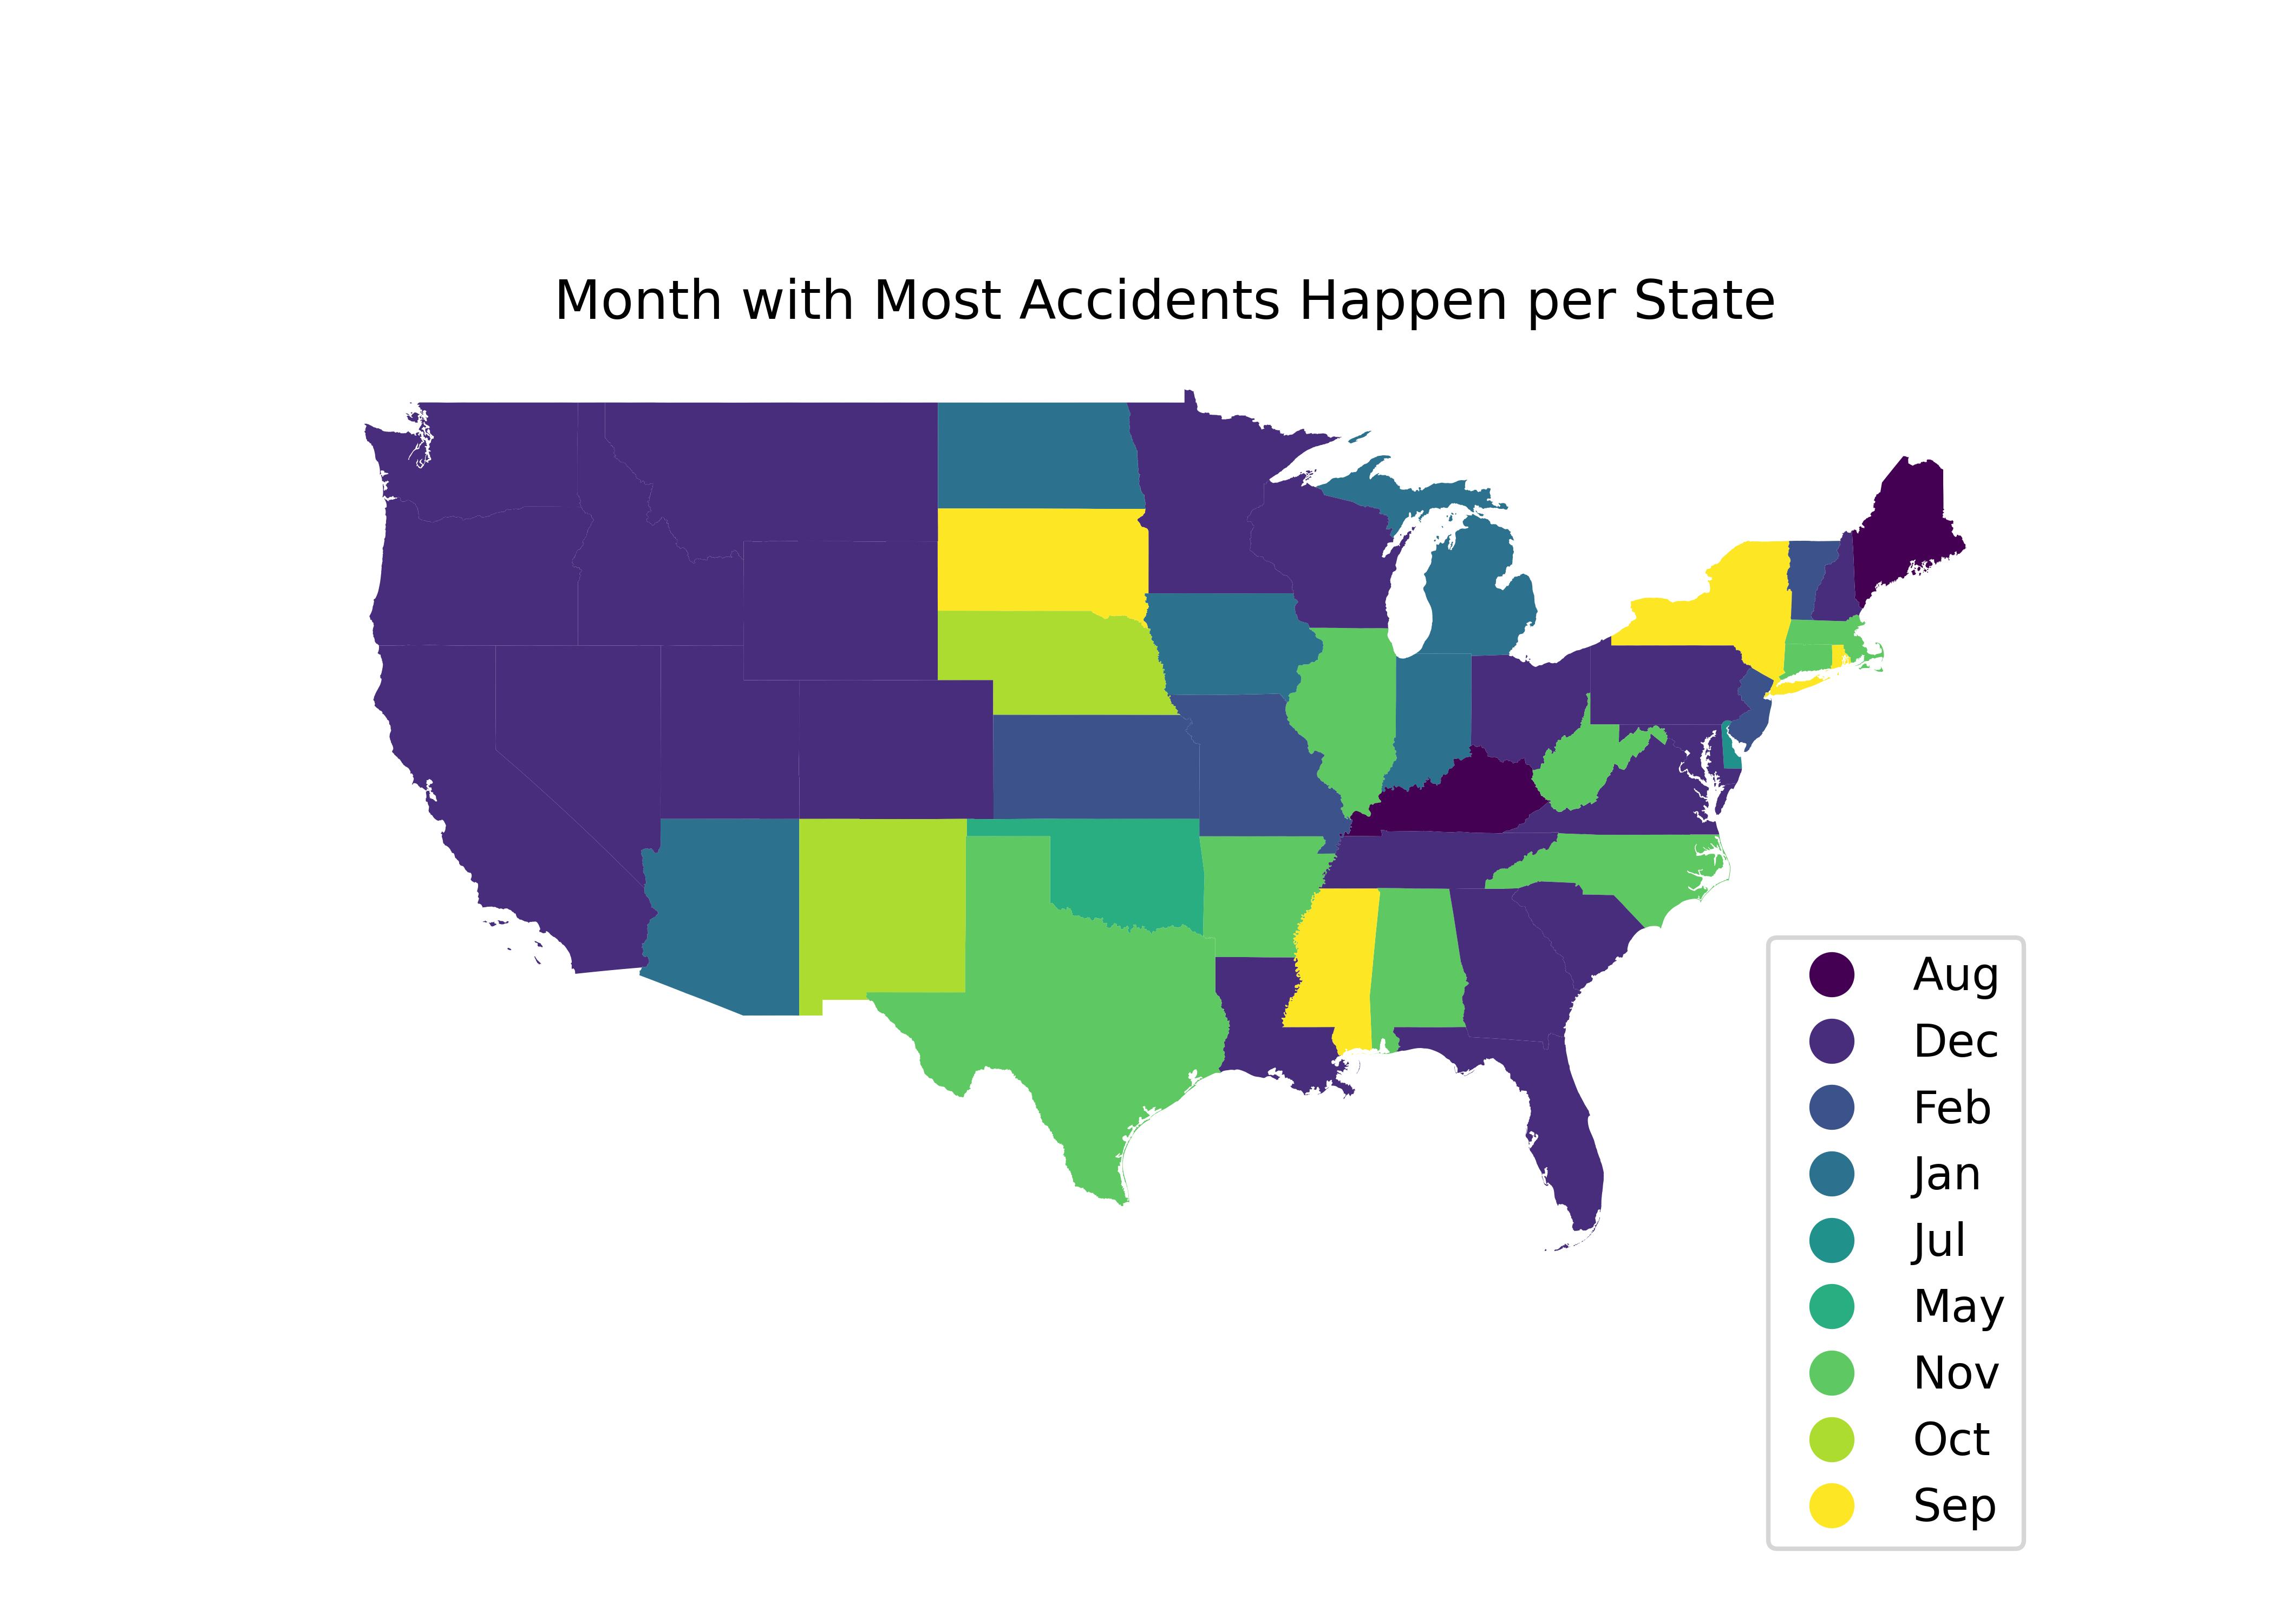 Month with Most Accidents Happen per State
Aug
Dec
Feb
Jan
Jul
May
Nov
Oct
Sep